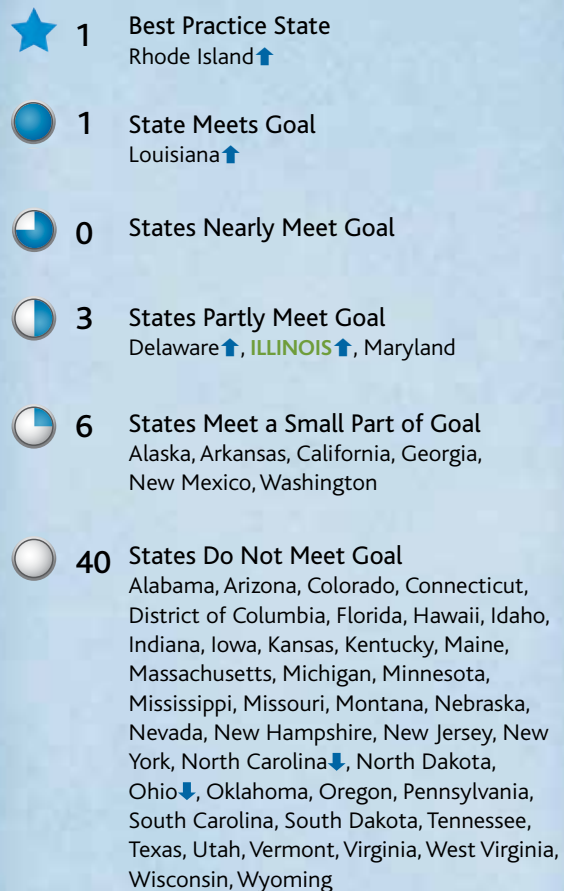 1 Best Practice State
Rhode Island⬆
1 State Meets Goal
Louisiana⬆
0 States Nearly Meet Goal
3 States Partly Meet Goal
Delaware⬆, ILLINOIS⬆, Maryland
6 States Meet a Small Part of Goal
Alaska, Arkansas, California, Georgia,
New Mexico, Washington
40 States Do Not Meet Goal
Alabama, Arizona, Colorado, Connecticut,
District of Columbia, Florida, Hawaii, Idaho,
Indiana, Iowa, Kansas, Kentucky, Maine,
Massachusetts, Michigan, Minnesota,
Mississippi, Missouri, Montana, Nebraska,
Nevada, New Hampshire, New Jersey, New
York, North Carolina⬇, North Dakota,
Ohio⬇, Oklahoma, Oregon, Pennsylvania,
South Carolina, South Dakota, Tennessee,
Texas, Utah, Vermont, Virginia, West Virginia,
Wisconsin, Wyoming